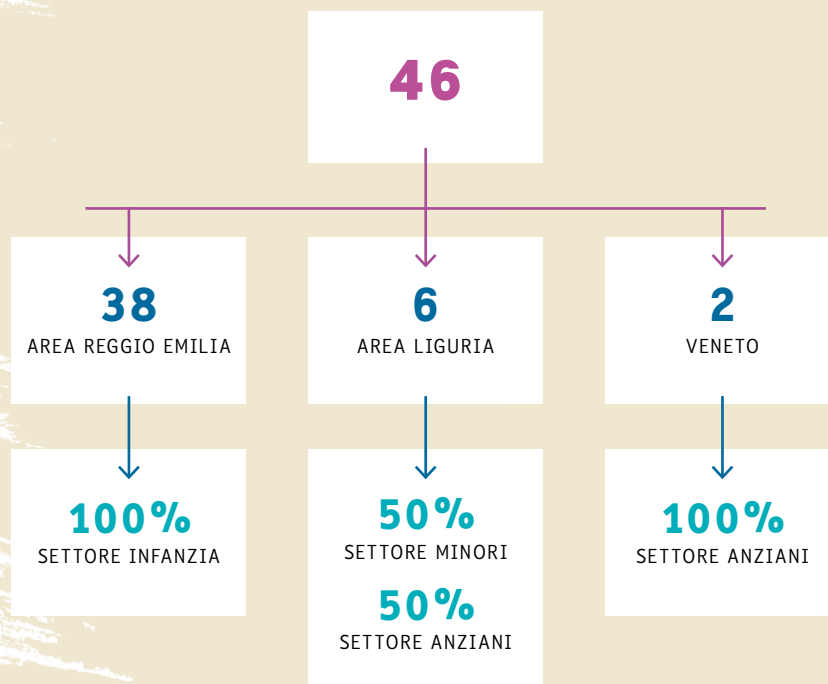 46
38
AREA REGGIO EMILIA
6
AREA LIGURIA
2
VENETO
100%
SETTORE INFANZIA
50%
SETTORE MINORI
50%
SETTORE ANZIANI
100%
SETTORE ANZIANI